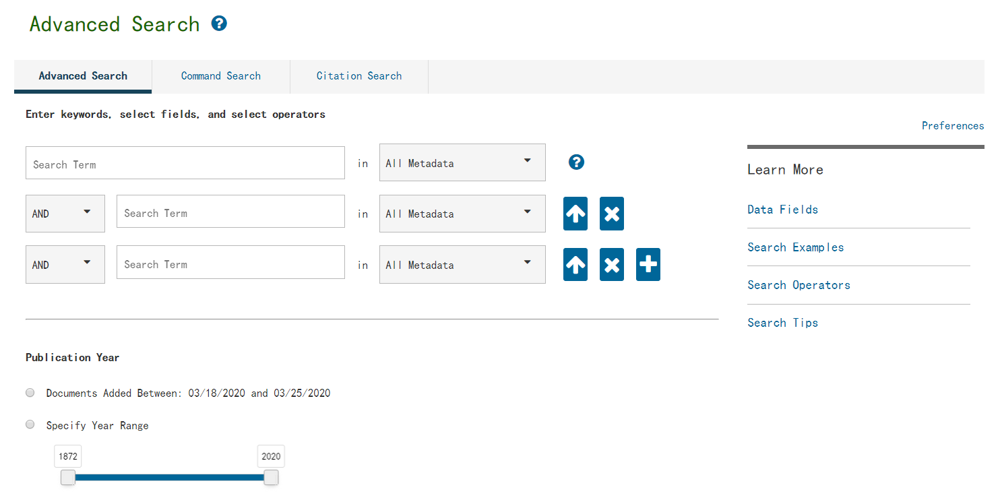 Advanced Search ?
Advanced Search Command Search Citation Search
Enter keywords, select fields, and select operators
Preferences
Search Term in All Metadata ?
AND Search Term in All Metadata
AND Search Term in All Metadata
Learn More
Data Fields
Search Examples
Search Operators
Search Tips
Publication Year
Documents Added Between: 03/18/2020 and 03/25/2020
Specify Year Range
1872 2020